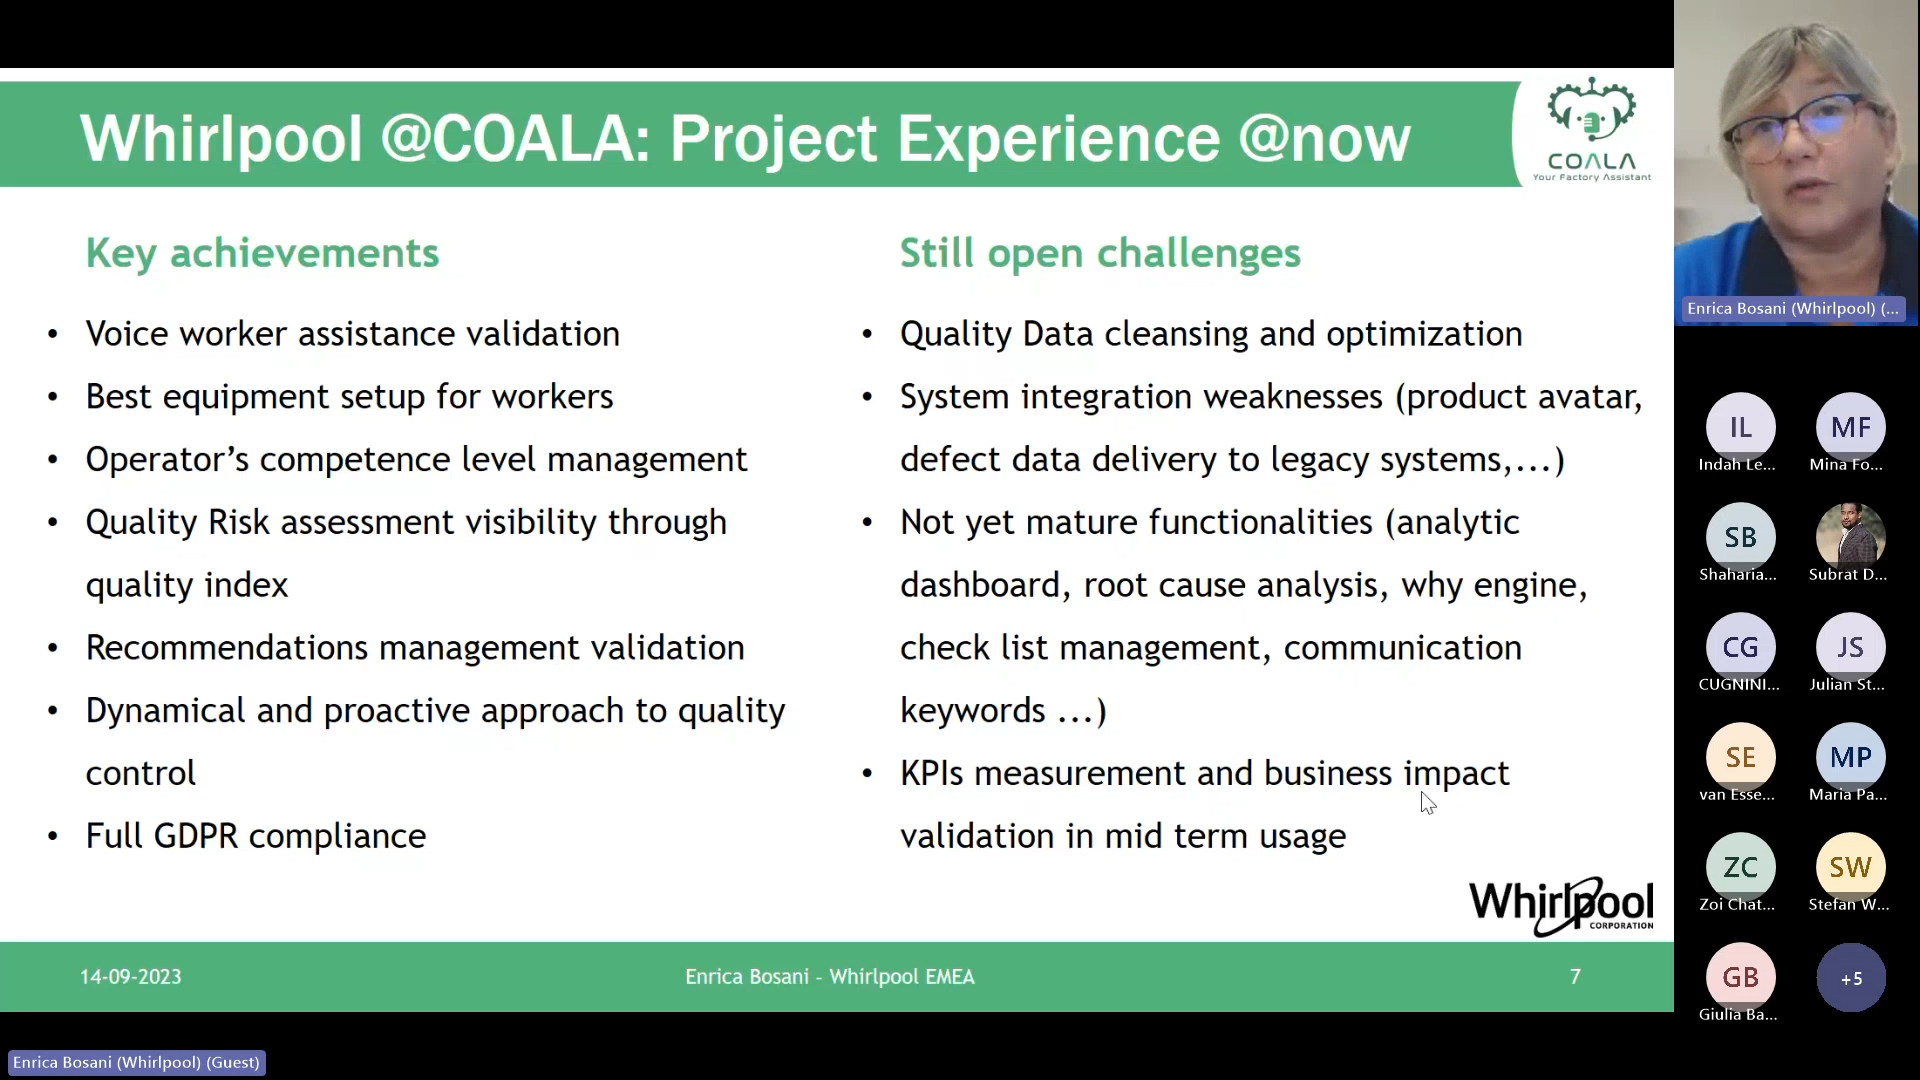 Whirlpool @COALA: Project Experience @now
COALA
Your Factory Assistant
Key achievements
• Voice worker assistance validation
• Best equipment setup for workers
• Operator’s competence level management
• Quality Risk assessment visibility through
quality index
• Recommendations management validation
• Dynamical and proactive approach to quality
control
• Full GDPR compliance
Still open challenges
• Quality Data cleansing and optimization
• System integration weaknesses (product avatar,
defect data delivery to legacy systems,...)
• Not yet mature functionalities (analytic
dashboard, root cause analysis, why engine,
check list management, communication
keywords ...)
• KPIs measurement and business impact
validation in mid term usage
Whirlpool
CORPORATION
14-09-2023
Enrica Bosani - Whirlpool EMEA
7
Enrica Bosani (Whirlpool) (Guest)
Enrica Bosani (Whirlpool) (...
IL
Indah Le...
MF
Mina Fo...
SB
Shaharia...
Subrat D...
CG
CUGNINI...
JS
Julian St...
SE
van Esse...
MP
Maria Pa...
ZC
Zoi Chat...
SW
Stefan W...
GB
Giulia Ba...
+5